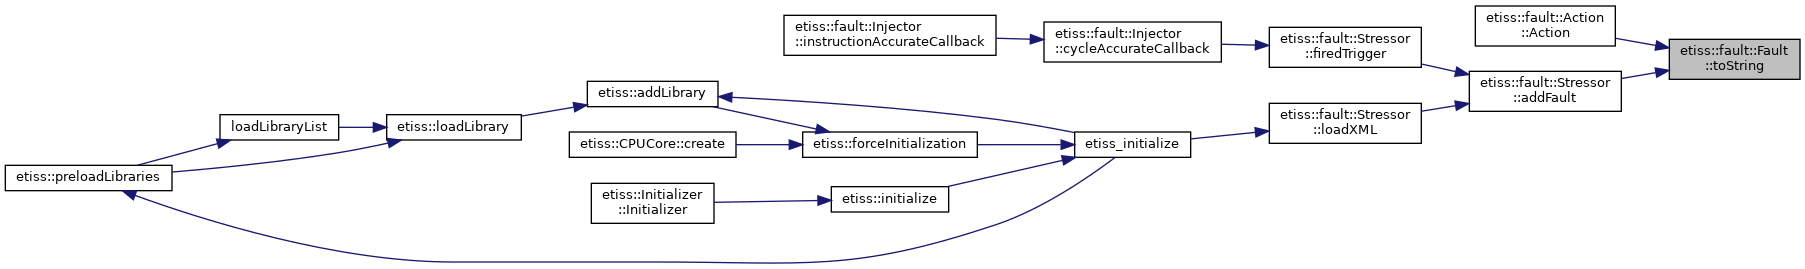 etiss::fault::Injector
::instructionAccurateCallback
etiss::fault::Injector
::cycleAccurateCallback
etiss::fault::Stressor
::firedTrigger
etiss::fault::Action
::Action
etiss::fault::Fault
::toString
etiss::fault::Stressor
::addFault
etiss::addLibrary
loadLibraryList
etiss::loadLibrary
etiss::CPUCore::create
etiss::forceInitialization
etiss_initialize
etiss::fault::Stressor
::loadXML
etiss::preloadLibraries
etiss::Initializer
::Initializer
etiss::initialize